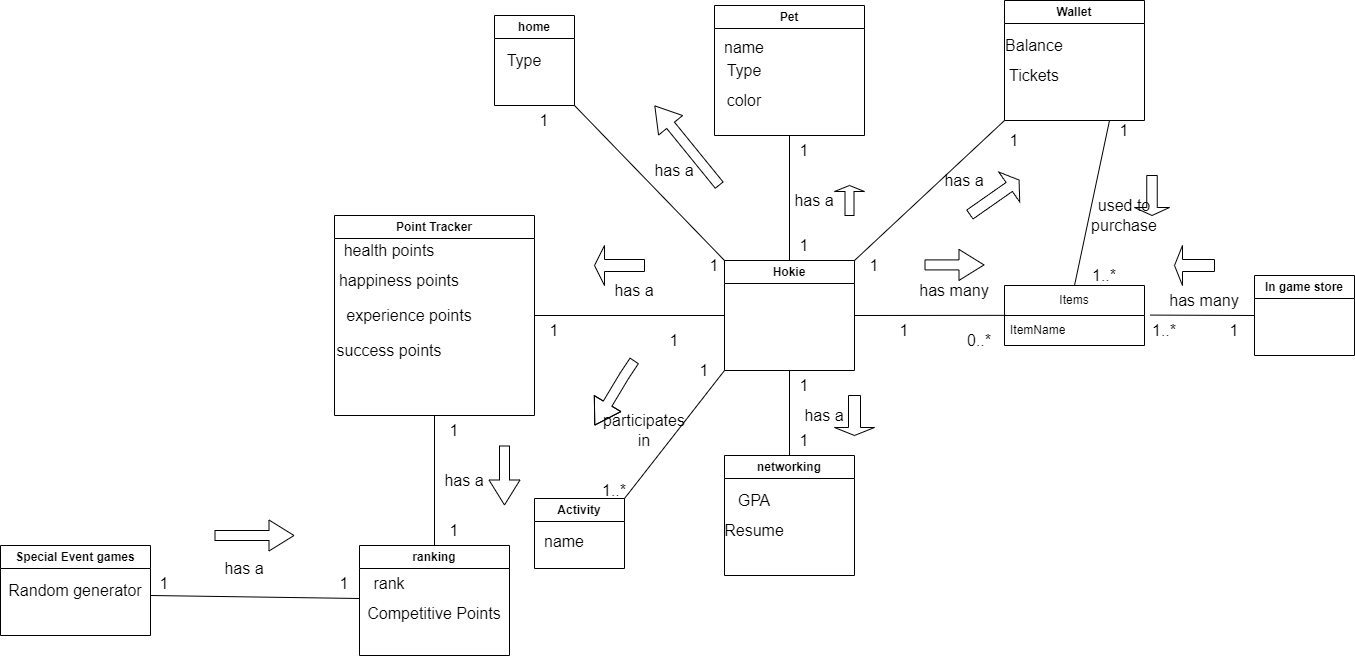 home
Type
1
Pet
name
Type
color
1
Wallet
Balance
Tickets
1
1
has a
has a
has a
used to
purchase
Point Tracker
health points
happiness points
experience points
success points
has a
1
1
1
1
Hokie
1
has many
1..*
Items
ItemName
has many
In game store
1
1
1
0..*
1..*
1
1
participates
in
1..*
Activity
name
1
has a
1
networking
GPA
Resume
1
has a
1
Special Event games
Random generator
has a
1
1
ranking
rank
Competitive Points